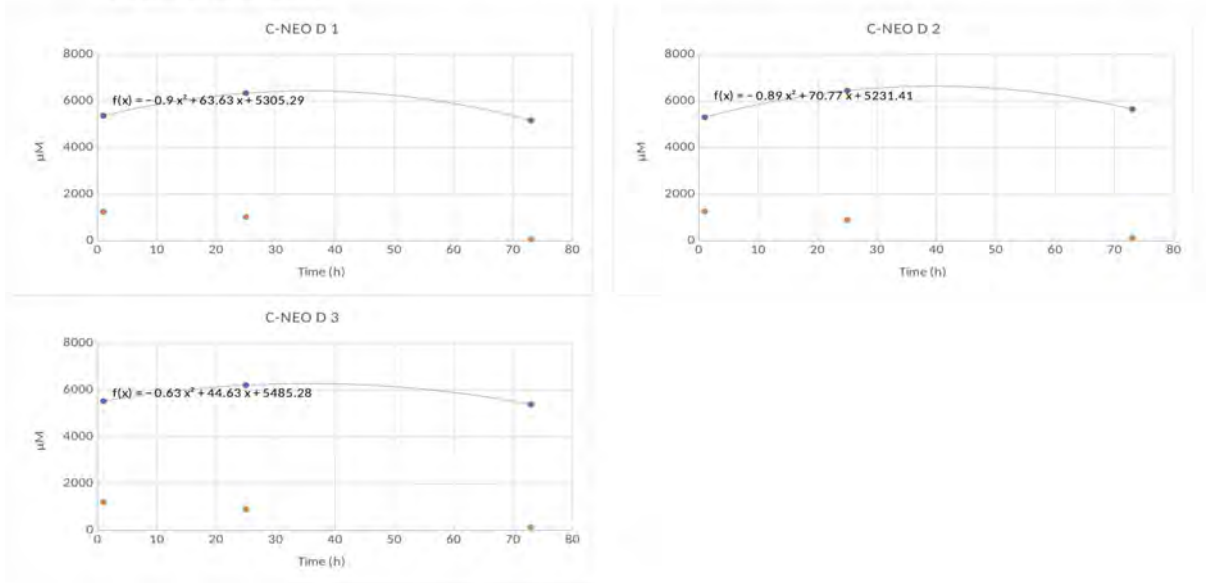 C-NEO D 1
8000
6000
4000
2000
0
f(x) = − 0.9 x² + 63.63 x + 5305.29
µM
0 10 20 30 40 50 60 70 80
Time (h)
C-NEO D 2
8000
6000
4000
2000
0
f(x) = − 0.89 x² + 70.77 x + 5231.41
µM
0 10 20 30 40 50 60 70 80
Time (h)
C-NEO D 3
8000
6000
4000
2000
0
f(x) = − 0.63 x² + 44.63 x + 5485.28
µM
0 10 20 30 40 50 60 70 80
Time (h)